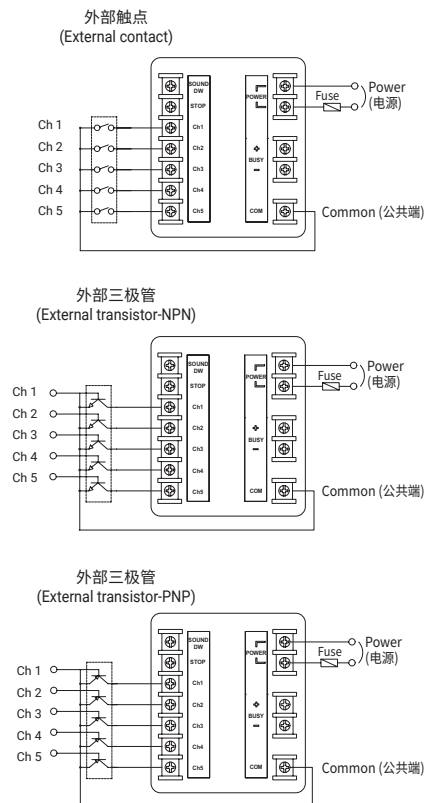 外部触点
(External contact)
SOUND
DW
STOP
Ch1
Ch2
Ch3
Ch4
Ch5
POWER
+
BUSY
−
COM
Ch 1
Ch 2
Ch 3
Ch 4
Ch 5
Fuse
Power
(电源)
Common (公共端)
外部三极管
(External transistor-NPN)
SOUND
DW
STOP
Ch1
Ch2
Ch3
Ch4
Ch5
POWER
+
BUSY
−
COM
Ch 1
Ch 2
Ch 3
Ch 4
Ch 5
Fuse
Power
(电源)
Common (公共端)
外部三极管
(External transistor-PNP)
SOUND
DW
STOP
Ch1
Ch2
Ch3
Ch4
Ch5
POWER
+
BUSY
−
COM
Ch 1
Ch 2
Ch 3
Ch 4
Ch 5
Fuse
Power
(电源)
Common (公共端)